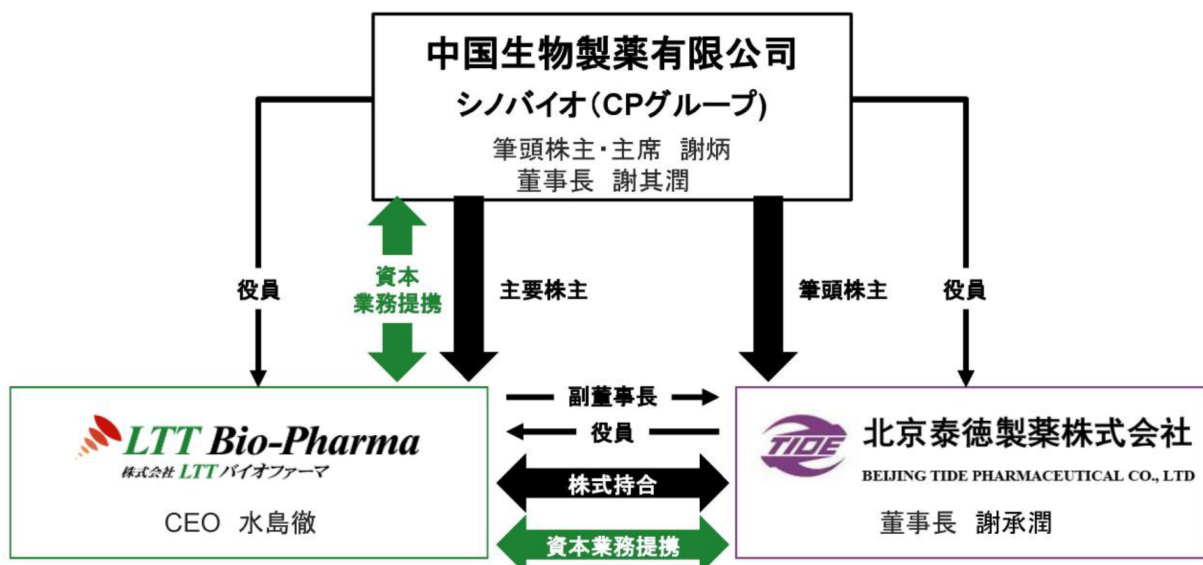 中国生物製薬有限公司
シノバイオ(CPグループ)
筆頭株主・主席 謝炳
董事長 謝其潤
役員
資本
業務提携
主要株主
筆頭株主
役員
LTT Bio-Pharma
株式会社 LTT バイオファーマ
CEO 水島徹
副董事長
役員
株式持合
資本業務提携
TIDE
北京泰徳製薬株式会社
BEIJING TIDE PHARMACEUTICAL CO., LTD
董事長 謝承潤